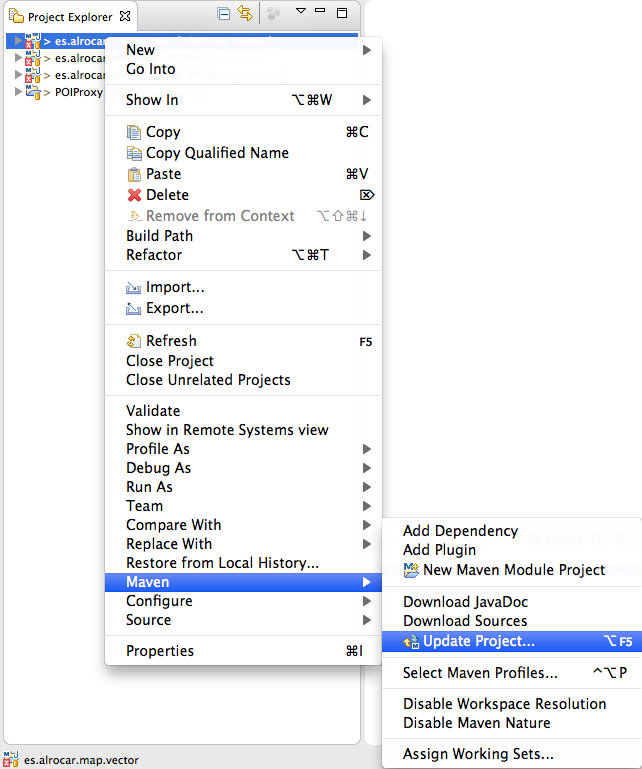 Project Explorer
> es.alrocar
> es.alrocar
> es.alrocar
> POIProxy
New
Go Into
Show In ⌥⌘W
Copy ⌘C
Copy Qualified Name
Paste ⌘V
Delete ⌦
Remove from Context ⌥⇧⌘↓
Build Path
Refactor ⌥⌘T
Import...
Export...
Refresh F5
Close Project
Close Unrelated Projects
Validate
Show in Remote Systems view
Profile As
Debug As
Run As
Team
Compare With
Replace With
Restore from Local History...
Maven
Configure
Source
Properties ⌘I
Add Dependency
Add Plugin
New Maven Module Project
Download JavaDoc
Download Sources
Update Project... ⌥F5
Select Maven Profiles... ^⌥P
Disable Workspace Resolution
Disable Maven Nature
Assign Working Sets...
es.alrocar.map.vector